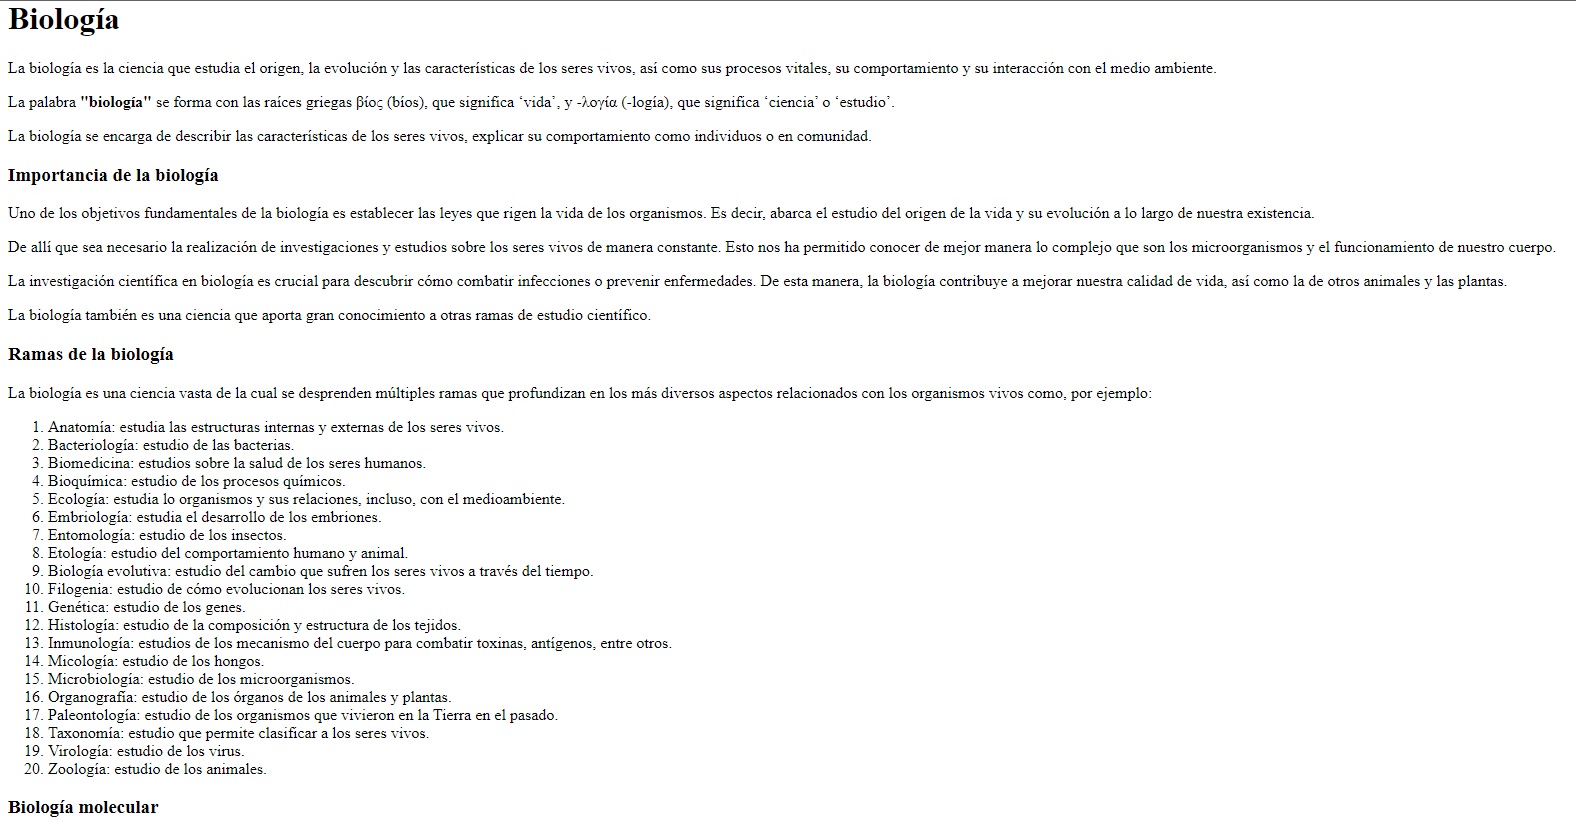 Biología
La biología es la ciencia que estudia el origen, la evolución y las características de los seres vivos, así como sus procesos vitales, su comportamiento y su interacción con el medio ambiente.
La palabra "biología" se forma con las raíces griegas βίος (bíos), que significa ‘vida’, y -λογία (-logía), que significa ‘ciencia’ o ‘estudio’.
La biología se encarga de describir las características de los seres vivos, explicar su comportamiento como individuos o en comunidad.
Importancia de la biología
Uno de los objetivos fundamentales de la biología es establecer las leyes que rigen la vida de los organismos. Es decir, abarca el estudio del origen de la vida y su evolución a lo largo de nuestra existencia.
De allí que sea necesario la realización de investigaciones y estudios sobre los seres vivos de manera constante. Esto nos ha permitido conocer de mejor manera lo complejo que son los microorganismos y el funcionamiento de nuestro cuerpo.
La investigación científica en biología es crucial para descubrir cómo combatir infecciones o prevenir enfermedades. De esta manera, la biología contribuye a mejorar nuestra calidad de vida, así como la de otros animales y las plantas.
La biología también es una ciencia que aporta gran conocimiento a otras ramas de estudio científico.
Ramas de la biología
La biología es una ciencia vasta de la cual se desprenden múltiples ramas que profundizan en los más diversos aspectos relacionados con los organismos vivos como, por ejemplo:
1. Anatomía: estudia las estructuras internas y externas de los seres vivos.
2. Bacteriología: estudio de las bacterias.
3. Biomedicina: estudios sobre la salud de los seres humanos.
4. Bioquímica: estudio de los procesos químicos.
5. Ecología: estudia lo organismos y sus relaciones, incluso, con el medioambiente.
6. Embriología: estudia el desarrollo de los embriones.
7. Entomología: estudio de los insectos.
8. Etología: estudio del comportamiento humano y animal.
9. Biología evolutiva: estudio del cambio que sufren los seres vivos a través del tiempo.
10. Filogenia: estudio de cómo evolucionan los seres vivos.
11. Genética: estudio de los genes.
12. Histología: estudio de la composición y estructura de los tejidos.
13. Inmunología: estudios de los mecanismo del cuerpo para combatir toxinas, antígenos, entre otros.
14. Micología: estudio de los hongos.
15. Microbiología: estudio de los microorganismos.
16. Organografía: estudio de los órganos de los animales y plantas.
17. Paleontología: estudio de los organismos que vivieron en la Tierra en el pasado.
18. Taxonomía: estudio que permite clasificar a los seres vivos.
19. Virología: estudio de los virus.
20. Zoología: estudio de los animales.
Biología molecular